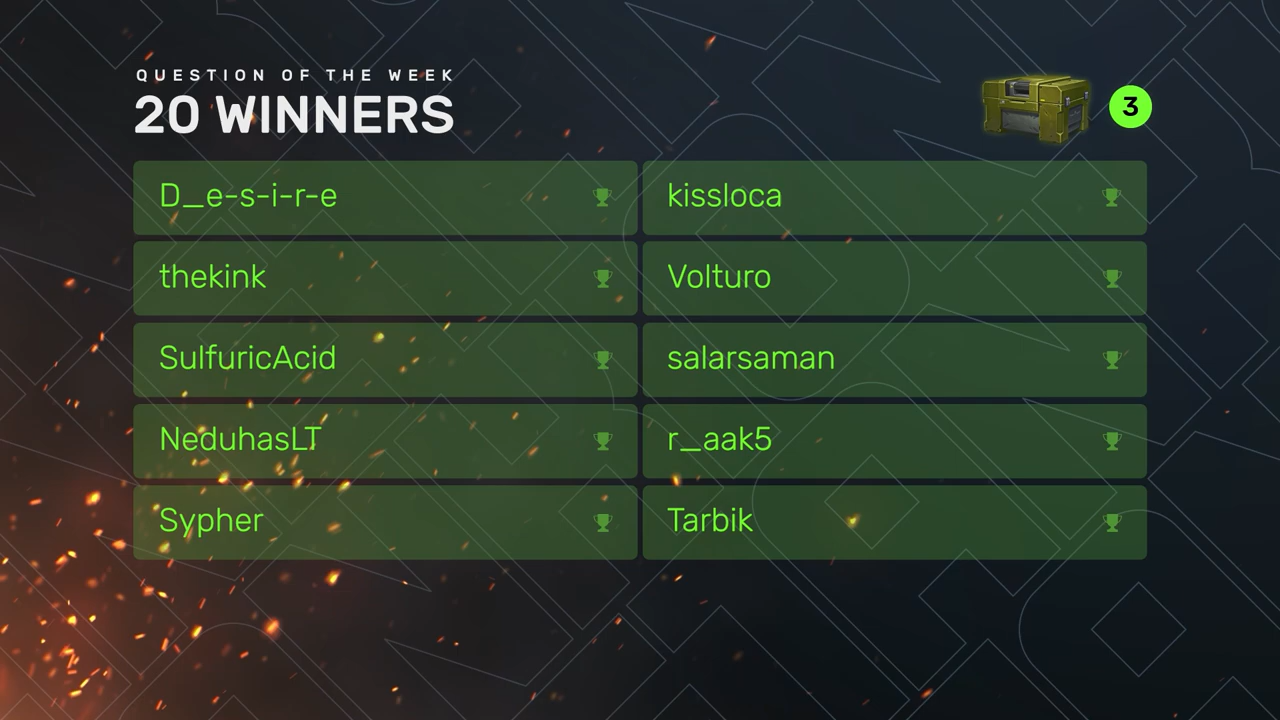 QUESTION OF THE WEEK
20 WINNERS
3
D_e-s-i-r-e
kissloca
thekink
Volturo
SulfuricAcid
salarsaman
NeduhasLT
r_aak5
Sypher
Tarbik